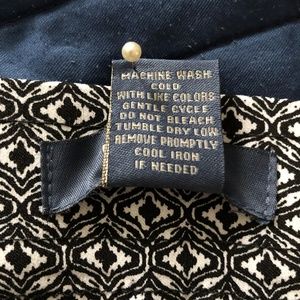 MACHINE WASH
COLD
WITH LIKE COLORS
GENTLE CYCLE
DO NOT BLEACH
TUMBLE DRY LOW
REMOVE PROMPTLY
COOL IRON
IF NEEDED